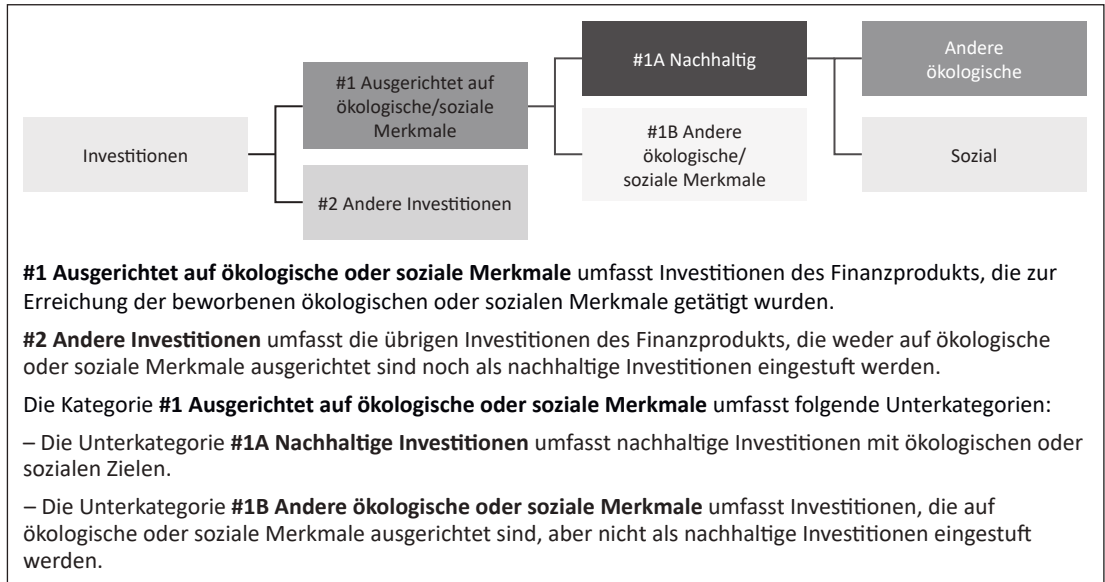 Investitionen
#1 Ausgerichtet auf
ökologische/soziale
Merkmale
#2 Andere Investitionen
#1A Nachhaltig
#1B Andere
ökologische/
soziale Merkmale
Andere
ökologische
Sozial
#1 Ausgerichtet auf ökologische oder soziale Merkmale umfasst Investitionen des Finanzprodukts, die zur
Erreichung der beworbenen ökologischen oder sozialen Merkmale getätigt wurden.
#2 Andere Investitionen umfasst die übrigen Investitionen des Finanzprodukts, die weder auf ökologische
oder soziale Merkmale ausgerichtet sind noch als nachhaltige Investitionen eingestuft werden.
Die Kategorie #1 Ausgerichtet auf ökologische oder soziale Merkmale umfasst folgende Unterkategorien:
– Die Unterkategorie #1A Nachhaltige Investitionen umfasst nachhaltige Investitionen mit ökologischen oder
sozialen Zielen.
– Die Unterkategorie #1B Andere ökologische oder soziale Merkmale umfasst Investitionen, die auf
ökologische oder soziale Merkmale ausgerichtet sind, aber nicht als nachhaltige Investitionen eingestuft
werden.